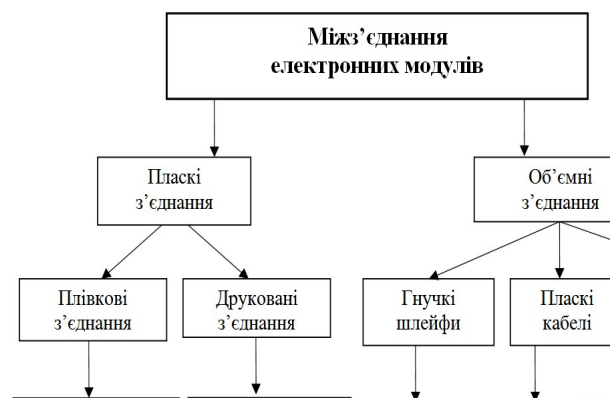 Міжз’єднання
електронних модулів
Пласкі
з’єднання
Об’ємні
з’єднання
Плівкові
з’єднання
Друковані
з’єднання
Гнучкі
шлейфи
Пласкі
кабелі